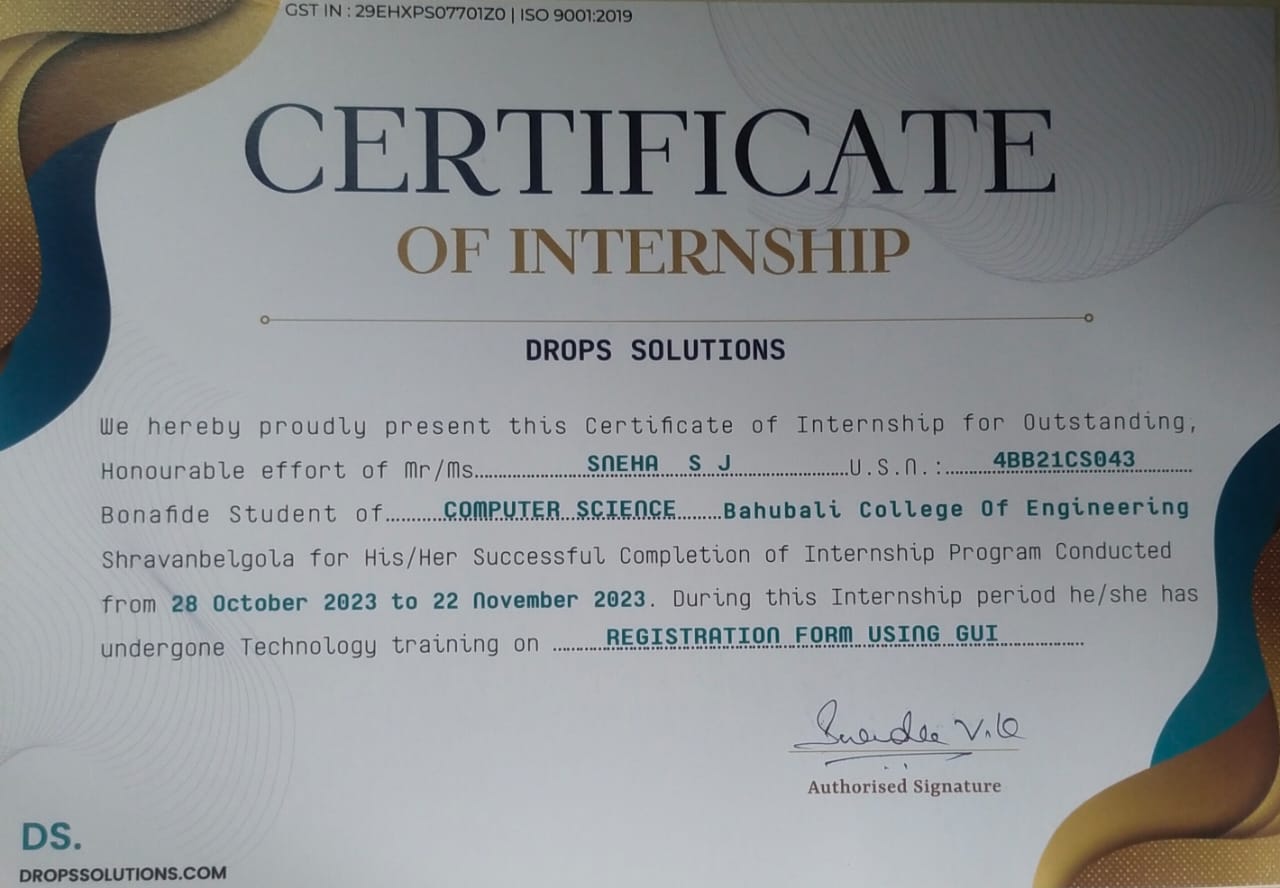 GST IN : 29EHXPS07701Z0 | ISO 9001:2019
CERTIFICATE
OF INTERNSHIP
DROPS SOLUTIONS
We hereby proudly present this Certificate of Internship for Outstanding,
Honourable effort of Mr/Ms....................SNEHA S J....................U.S.N.:..........4BB21CS043..........
Bonafide Student of..........COMPUTER SCIENCE.......Bahubali College Of Engineering
Shravanbelgola for His/Her Successful Completion of Internship Program Conducted
from 28 October 2023 to 22 November 2023. During this Internship period he/she has
undergone Technology training on ..........REGISTRATION FORM USING GUI..........
Authorised Signature
DS.
DROPSSOLUTIONS.COM